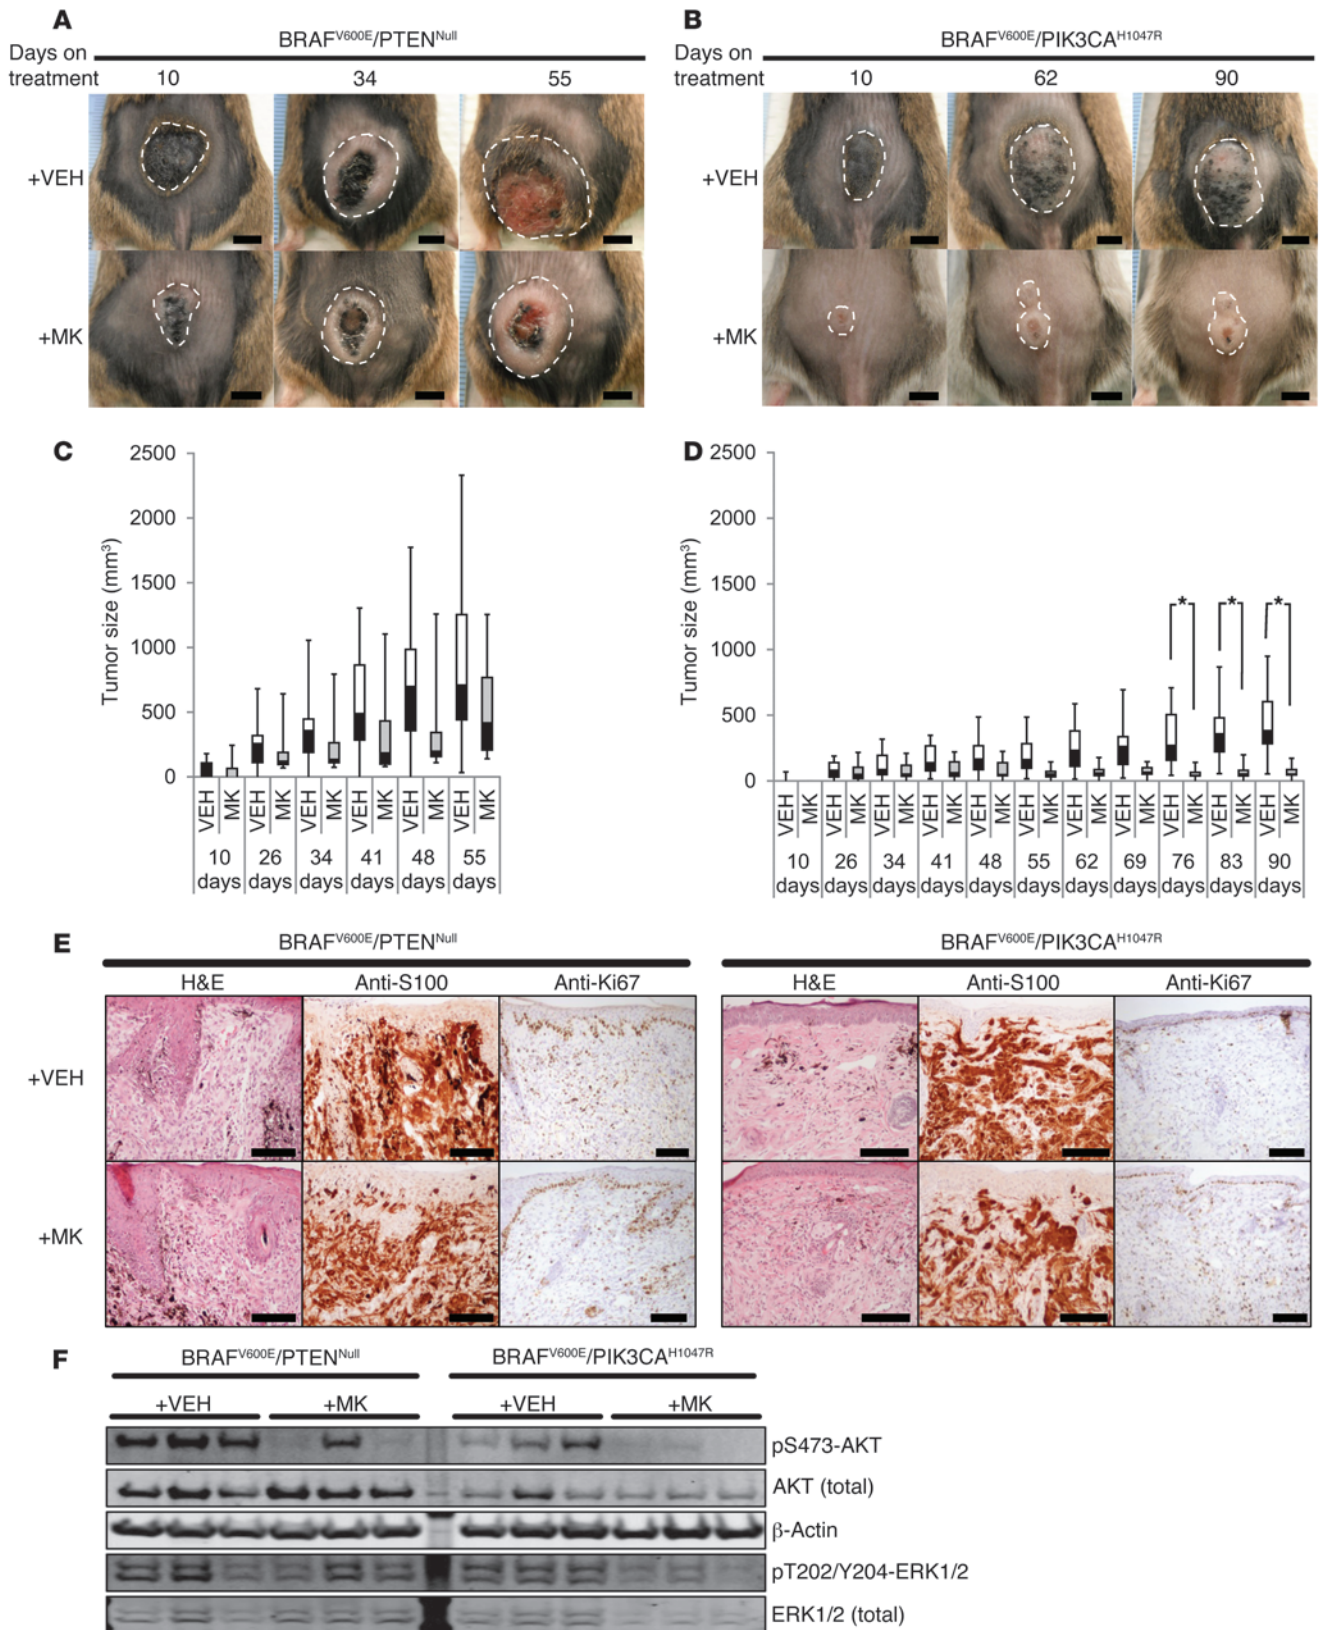 A
BRAFV600E/PTENNull
Days on
treatment 10 34 55
+VEH
+MK
B
BRAFV600E/PIK3CAH1047R
Days on
treatment 10 62 90
+VEH
+MK
C
Tumor size (mm3)
2500
2000
1500
1000
500
0
VEH MK VEH MK VEH MK VEH MK VEH MK VEH MK
10 26 34 41 48 55
days days days days days days
D
Tumor size (mm3)
2500
2000
1500
1000
500
0
* * *
VEH MK VEH MK VEH MK VEH MK VEH MK VEH MK VEH MK VEH MK VEH MK VEH MK VEH MK
10 26 34 41 48 55 62 69 76 83 90
days days days days days days days days days days days
E
BRAFV600E/PTENNull BRAFV600E/PIK3CAH1047R
H&E Anti-S100 Anti-Ki67 H&E Anti-S100 Anti-Ki67
+VEH
+MK
F
BRAFV600E/PTENNull BRAFV600E/PIK3CAH1047R
+VEH +MK +VEH +MK
pS473-AKT
AKT (total)
β-Actin
pT202/Y204-ERK1/2
ERK1/2 (total)